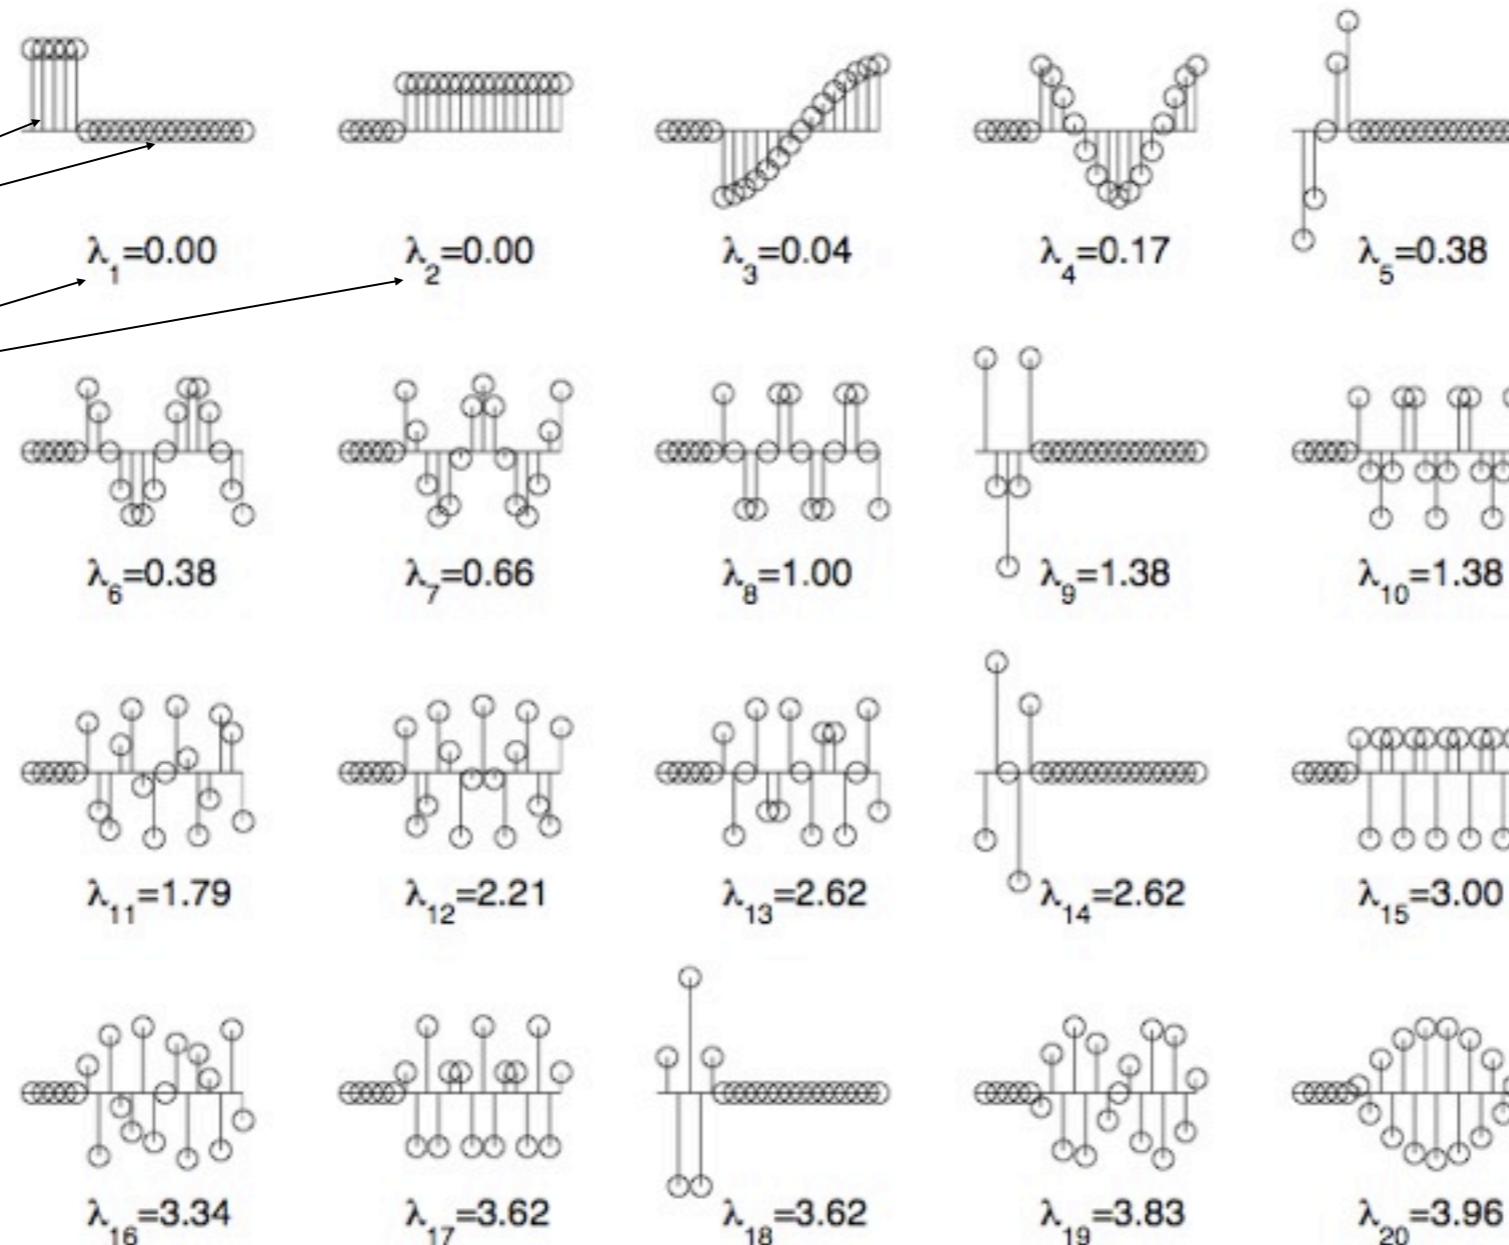 λ1=0.00 λ2=0.00 λ3=0.04 λ4=0.17 λ5=0.38
λ6=0.38 λ7=0.66 λ8=1.00 λ9=1.38 λ10=1.38
λ11=1.79 λ12=2.21 λ13=2.62 λ14=2.62 λ15=3.00
λ16=3.34 λ17=3.62 λ18=3.62 λ19=3.83 λ20=3.96